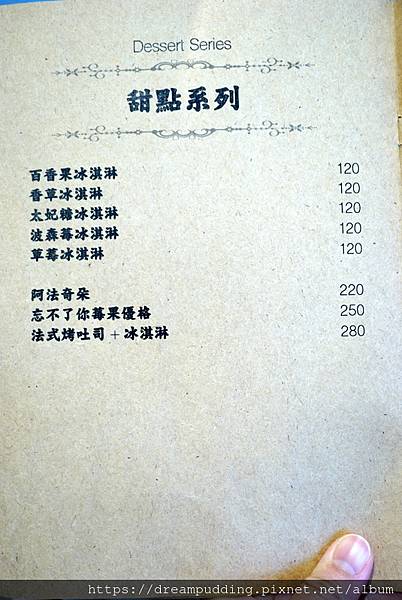 Dessert Series
甜點系列
百香果冰淇淋 120
香草冰淇淋 120
太妃糖冰淇淋 120
波森莓冰淇淋 120
草莓冰淇淋 120
阿法奇朵 220
忘不了你莓果優格 250
法式烤吐司 + 冰淇淋 280
https://dreampudding.pixnet.net/album